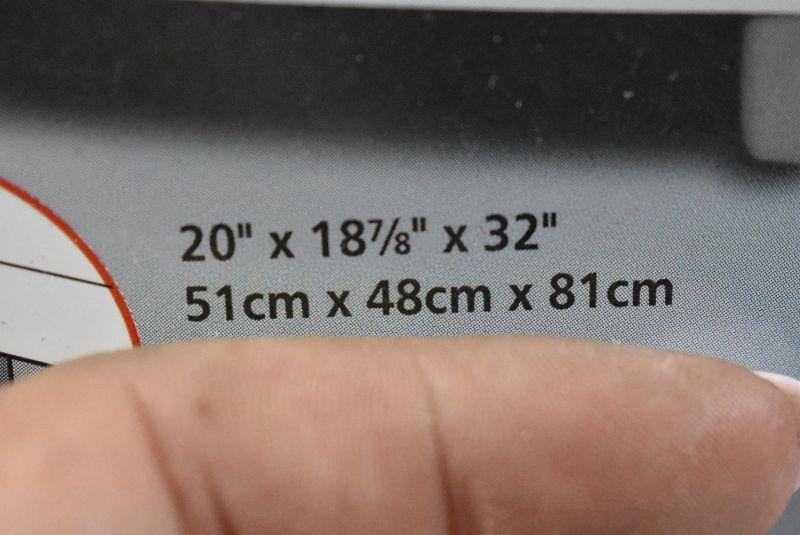 20" x 18⅞" x 32"
51cm x 48cm x 81cm